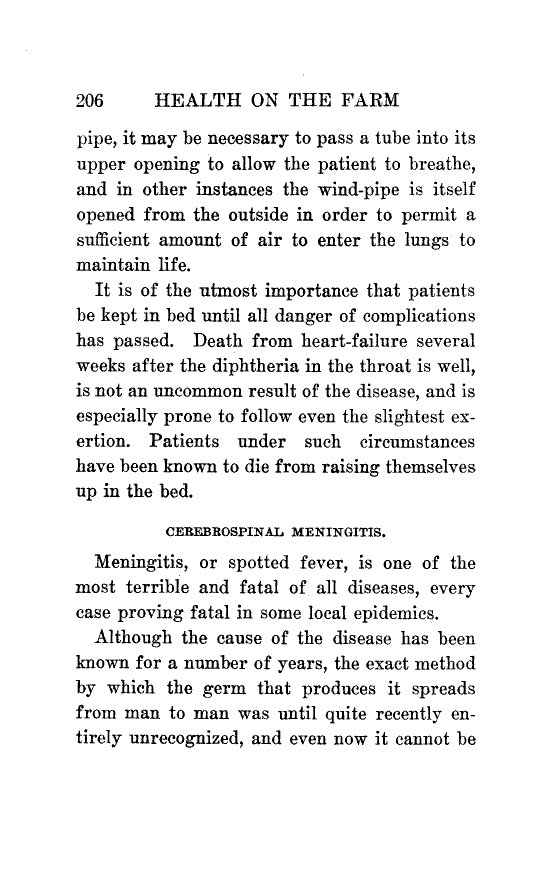 206 HEALTH ON THE FARM
pipe, it may be necessary to pass a tube into its
upper opening to allow the patient to breathe,
and in other instances the wind-pipe is itself
opened from the outside in order to permit a
sufficient amount of air to enter the lungs to
maintain life.
It is of the utmost importance that patients
be kept in bed until all danger of complications
has passed. Death from heart-failure several
weeks after the diphtheria in the throat is well,
is not an uncommon result of the disease, and is
especially prone to follow even the slightest ex-
ertion. Patients under such circumstances
have been known to die from raising themselves
up in the bed.
CEREBROSPINAL MENINGITIS.
Meningitis, or spotted fever, is one of the
most terrible and fatal of all diseases, every
case proving fatal in some local epidemics.
Although the cause of the disease has been
known for a number of years, the exact method
by which the germ that produces it spreads
from man to man was until quite recently en-
tirely unrecognized, and even now it cannot be